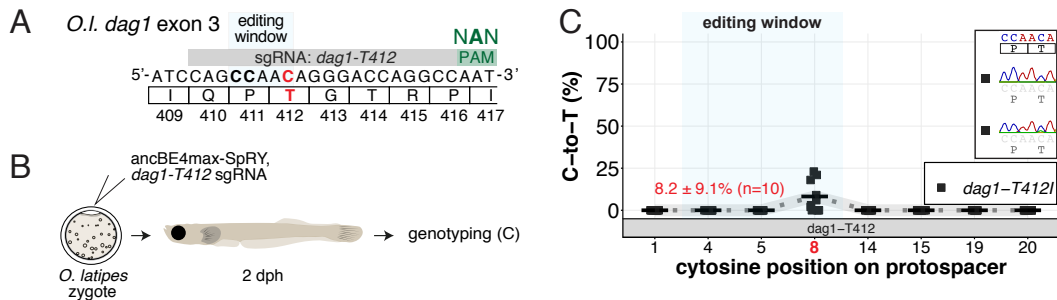 A
O.l. dag1 exon 3
editing
window
NAN
sgRNA: dag1-T412
PAM
5'-ATCCAGCCAACAGGGACCAGGCCAAT-3'
I Q P T G T R P I
409 410 411 412 413 414 415 416 417
B
ancBE4max-SpRY,
dag1-T412 sgRNA
O. latipes
zygote
2 dph
genotyping (C)
C
editing window
C-to-T (%)
100
75
50
25
0
8.2 ± 9.1% (n=10)
CCAACA
P T
CCAACA
P T
CCAACA
P T
dag1-T412I
dag1-T412
1 4 5 8 14 15 19 20
cytosine position on protospacer